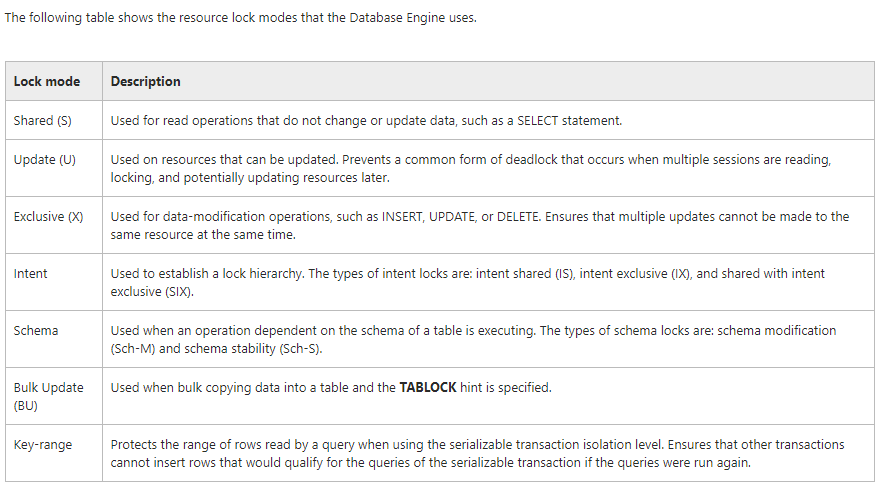 The following table shows the resource lock modes that the Database Engine uses.
Lock mode Description
Shared (S) Used for read operations that do not change or update data, such as a SELECT statement.
Update (U) Used on resources that can be updated. Prevents a common form of deadlock that occurs when multiple sessions are reading,
locking, and potentially updating resources later.
Exclusive (X) Used for data-modification operations, such as INSERT, UPDATE, or DELETE. Ensures that multiple updates cannot be made to the
same resource at the same time.
Intent Used to establish a lock hierarchy. The types of intent locks are: intent shared (IS), intent exclusive (IX), and shared with intent
exclusive (SIX).
Schema Used when an operation dependent on the schema of a table is executing. The types of schema locks are: schema modification
(Sch-M) and schema stability (Sch-S).
Bulk Update Used when bulk copying data into a table and the TABLOCK hint is specified.
(BU)
Key-range Protects the range of rows read by a query when using the serializable transaction isolation level. Ensures that other transactions
cannot insert rows that would qualify for the queries of the serializable transaction if the queries were run again.